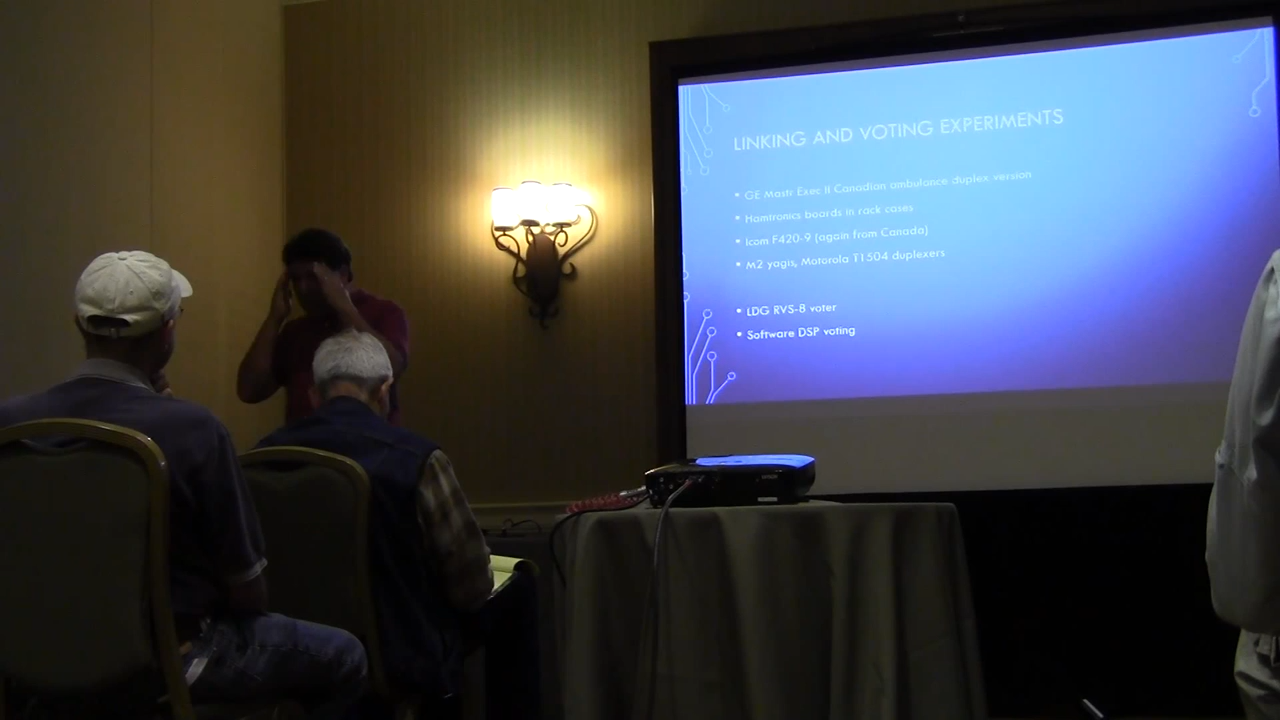 LINKING AND VOTING EXPERIMENTS
▪ GE Mastr Exec II Canadian ambulance duplex version
▪ Hamtronics boards in rack cases
▪ Icom F420-9 (again from Canada)
▪ M2 yagis, Motorola T1504 duplexers
▪ LDG RVS-8 voter
▪ Software DSP voting